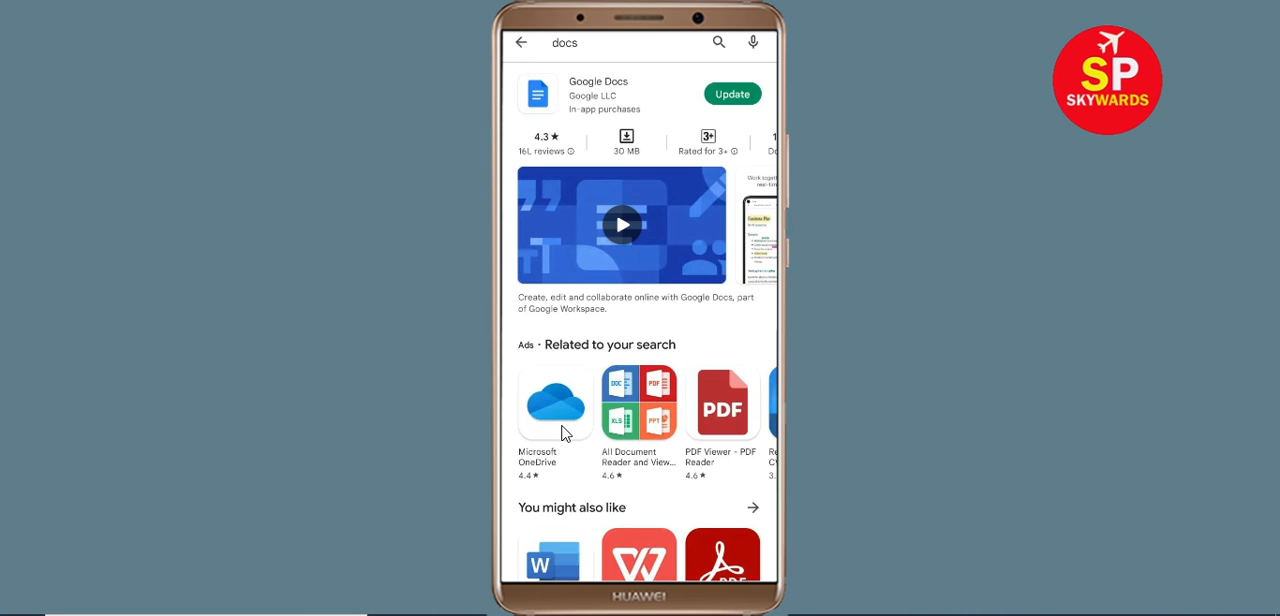 docs
Google Docs
Google LLC
In-app purchases
Update
4.3 ★
16L reviews
30 MB
3+
Rated for 3+
Create, edit and collaborate online with Google Docs, part
of Google Workspace.
Ads · Related to your search
DOC
PDF
XLS
PPT
PDF
Microsoft
OneDrive
4.4 ★
All Document
Reader and View...
4.6 ★
PDF Viewer - PDF
Reader
4.6 ★
3.
You might also like
W
PDF
HUAWEI
SP
SKYWARDS